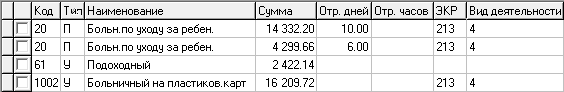 Код Тип Наименование Сумма Отр. дней Отр. часов ЭКР Вид деятельности
20 П Больн.по уходу за ребен. 14 332.20 10.00 213 4
20 П Больн.по уходу за ребен. 4 299.66 6.00 213 4
61 У Подоходный 2 422.14
1002 У Больничный на пластиков.карт 16 209.72 213 4